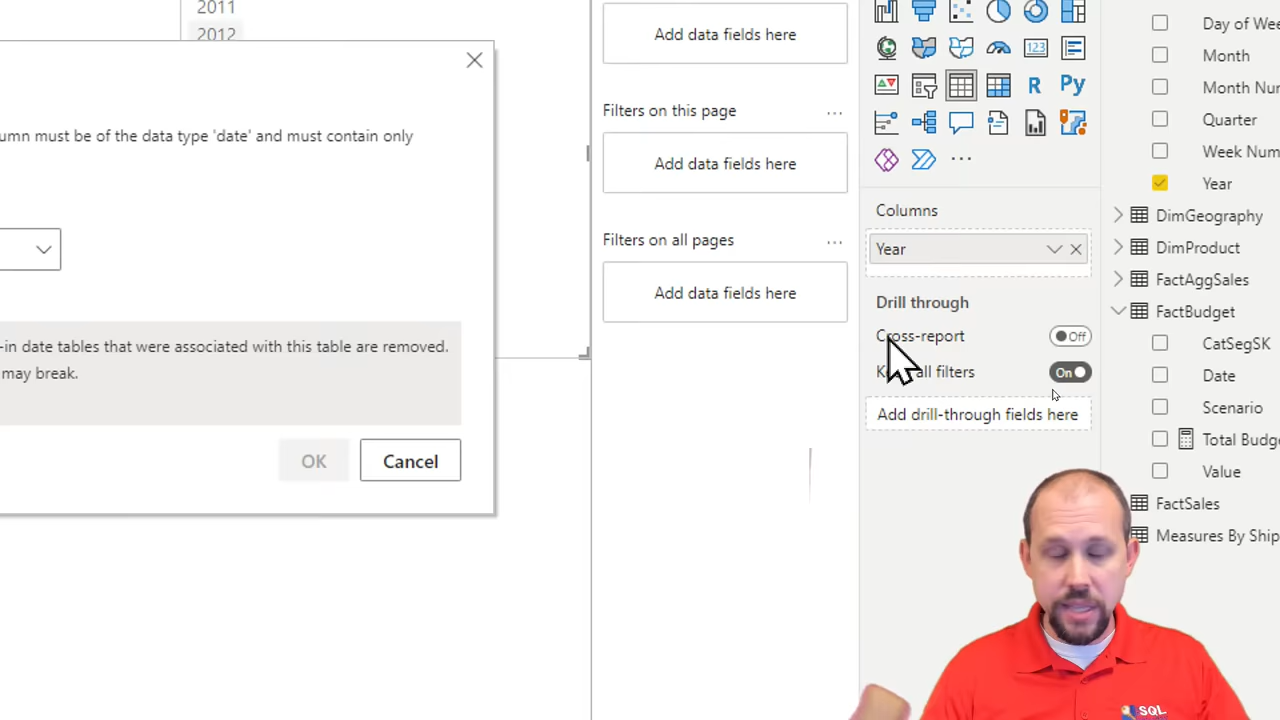 2011
2012
umn must be of the data type 'date' and must contain only
-in date tables that were associated with this table are removed.
may break.
OK
Cancel
Add data fields here
Filters on this page
...
Add data fields here
Filters on all pages
...
Add data fields here
123
R
Py
...
Columns
Year
Drill through
Cross-report
Off
K all filters
On
Add drill-through fields here
Day of Wee
Month
Month Nur
Quarter
Week Num
Year
DimGeography
DimProduct
FactAggSales
FactBudget
CatSegSK
Date
Scenario
Total Budge
Value
FactSales
Measures By Ship
SQL